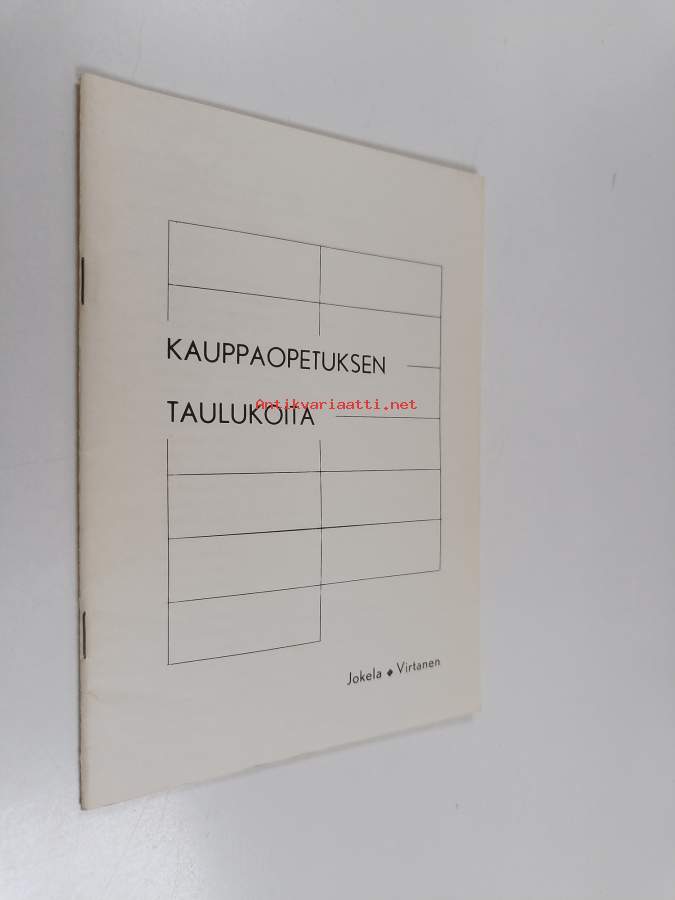 KAUPPAOPETUKSEN
Antikvariaatti.net
TAULUKOITA
Jokela ◆ Virtanen